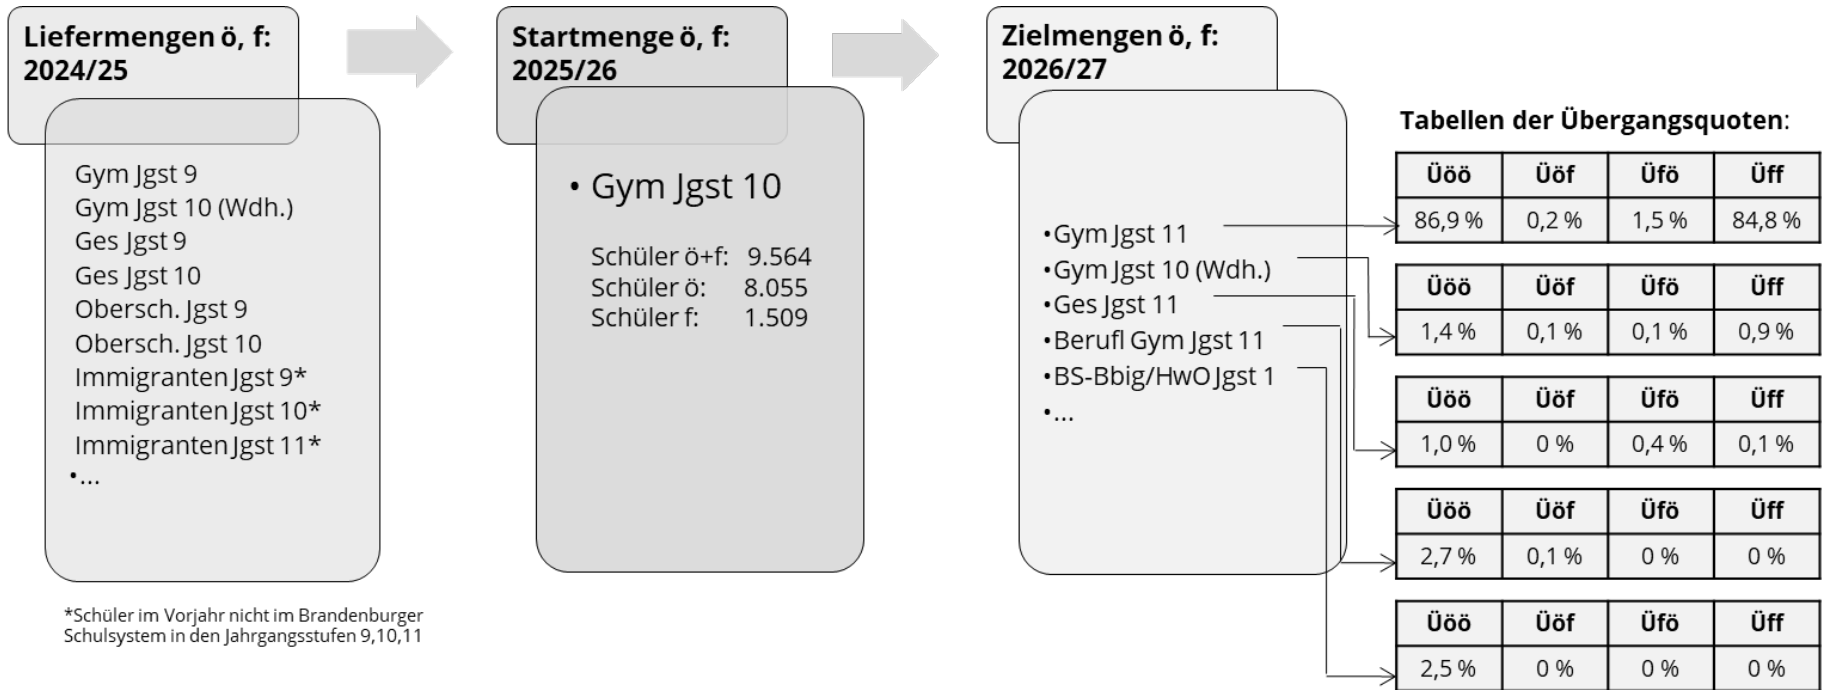 Liefermengen ö, f:
2024/25
Gym Jgst 9
Gym Jgst 10 (Wdh.)
Ges Jgst 9
Ges Jgst 10
Obersch. Jgst 9
Obersch. Jgst 10
Immigranten Jgst 9*
Immigranten Jgst 10*
Immigranten Jgst 11*
•...
*Schüler im Vorjahr nicht im Brandenburger
Schulsystem in den Jahrgangsstufen 9,10,11
Startmenge ö, f:
2025/26
• Gym Jgst 10
Schüler ö+f: 9.564
Schüler ö: 8.055
Schüler f: 1.509
Zielmengen ö, f:
2026/27
•Gym Jgst 11
•Gym Jgst 10 (Wdh.)
•Ges Jgst 11
•Berufl Gym Jgst 11
•BS-Bbig/HwO Jgst 1
•...
Tabellen der Übergangsquoten:
Üöö Üöf Üfö Üff
86,9 % 0,2 % 1,5 % 84,8 %
Üöö Üöf Üfö Üff
1,4 % 0,1 % 0,1 % 0,9 %
Üöö Üöf Üfö Üff
1,0 % 0 % 0,4 % 0,1 %
Üöö Üöf Üfö Üff
2,7 % 0,1 % 0 % 0 %
Üöö Üöf Üfö Üff
2,5 % 0 % 0 % 0 %